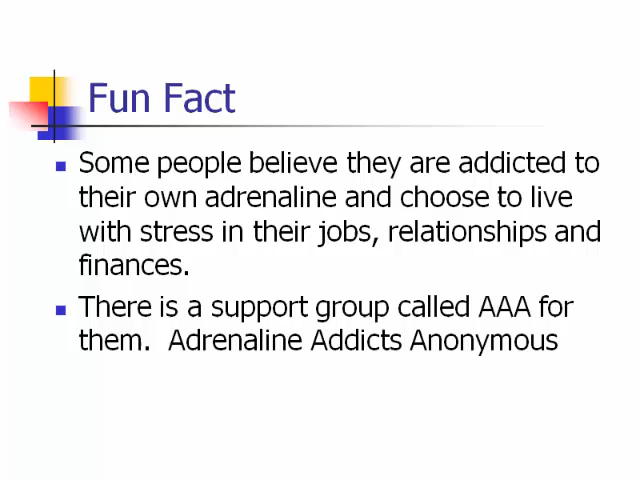 Fun Fact
Some people believe they are addicted to
their own adrenaline and choose to live
with stress in their jobs, relationships and
finances.
There is a support group called AAA for
them.  Adrenaline Addicts Anonymous